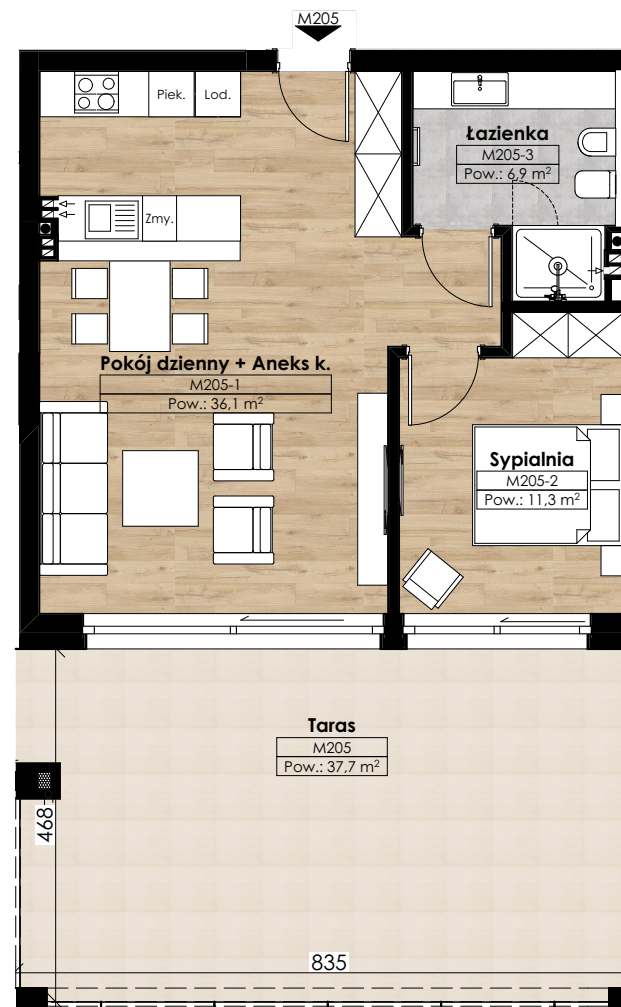 M205
Piek.
Lod.
Łazienka
M205-3
Pow.: 6,9 m²
Zmy.
Pokój dzienny + Aneks k.
M205-1
Pow.: 36,1 m²
Sypialnia
M205-2
Pow.: 11,3 m²
Taras
M205
Pow.: 37,7 m²
468
835